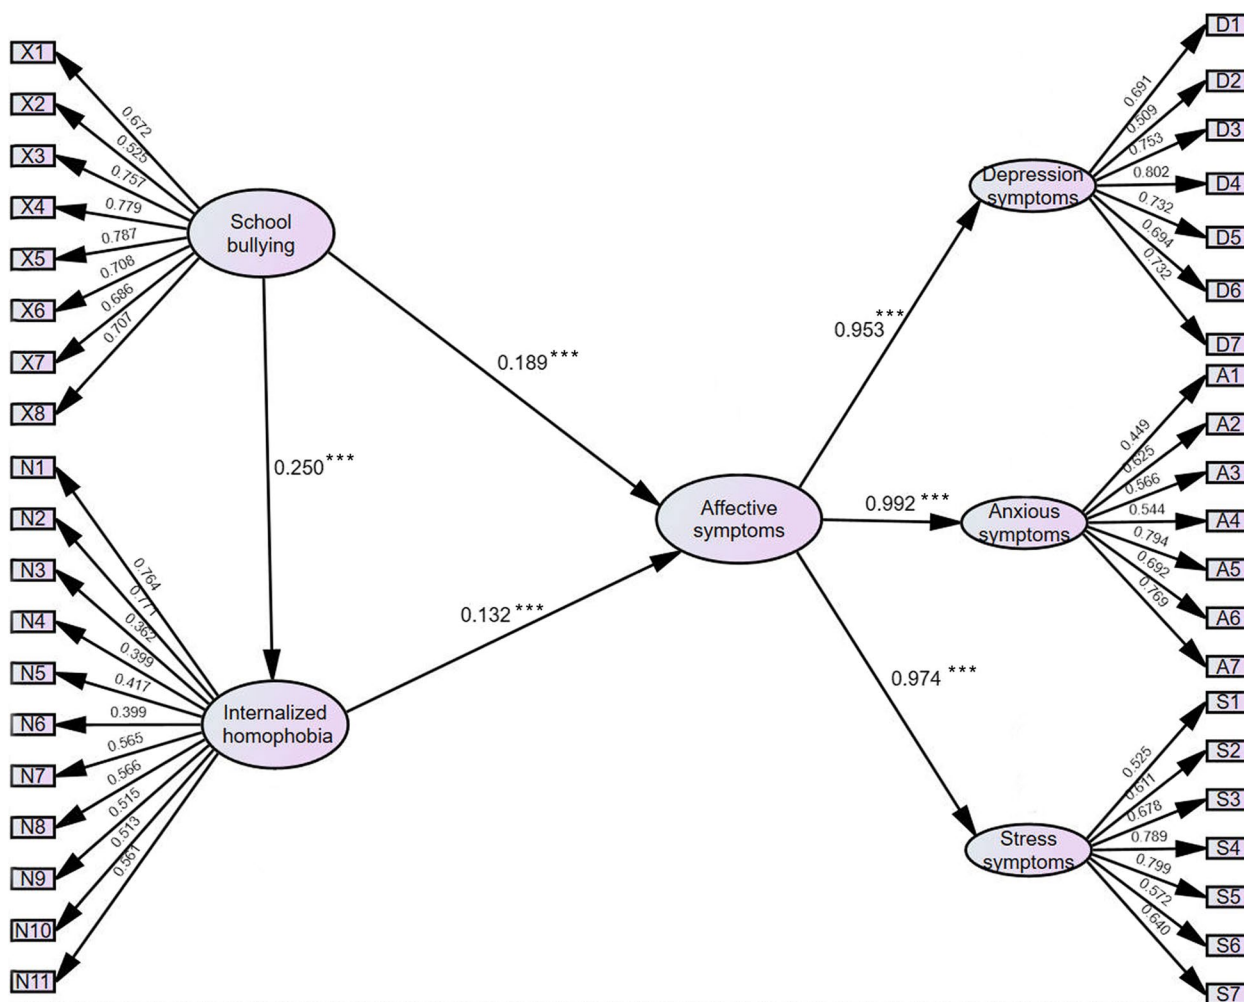 X1
X2
X3
X4
X5
X6
X7
X8
0.672
0.525
0.757
0.779
0.787
0.708
0.686
0.707
School
bullying
N1
N2
N3
N4
N5
N6
N7
N8
N9
N10
N11
0.764
0.771
0.362
0.399
0.417
0.399
0.565
0.566
0.515
0.513
0.561
Internalized
homophobia
0.250***
0.189***
0.132***
Affective
symptoms
0.953***
0.992***
0.974***
Depression
symptoms
0.691
0.509
0.753
0.802
0.732
0.694
0.732
D1
D2
D3
D4
D5
D6
D7
Anxious
symptoms
0.449
0.625
0.566
0.544
0.794
0.692
0.769
A1
A2
A3
A4
A5
A6
A7
Stress
symptoms
0.525
0.611
0.678
0.789
0.799
0.572
0.640
S1
S2
S3
S4
S5
S6
S7